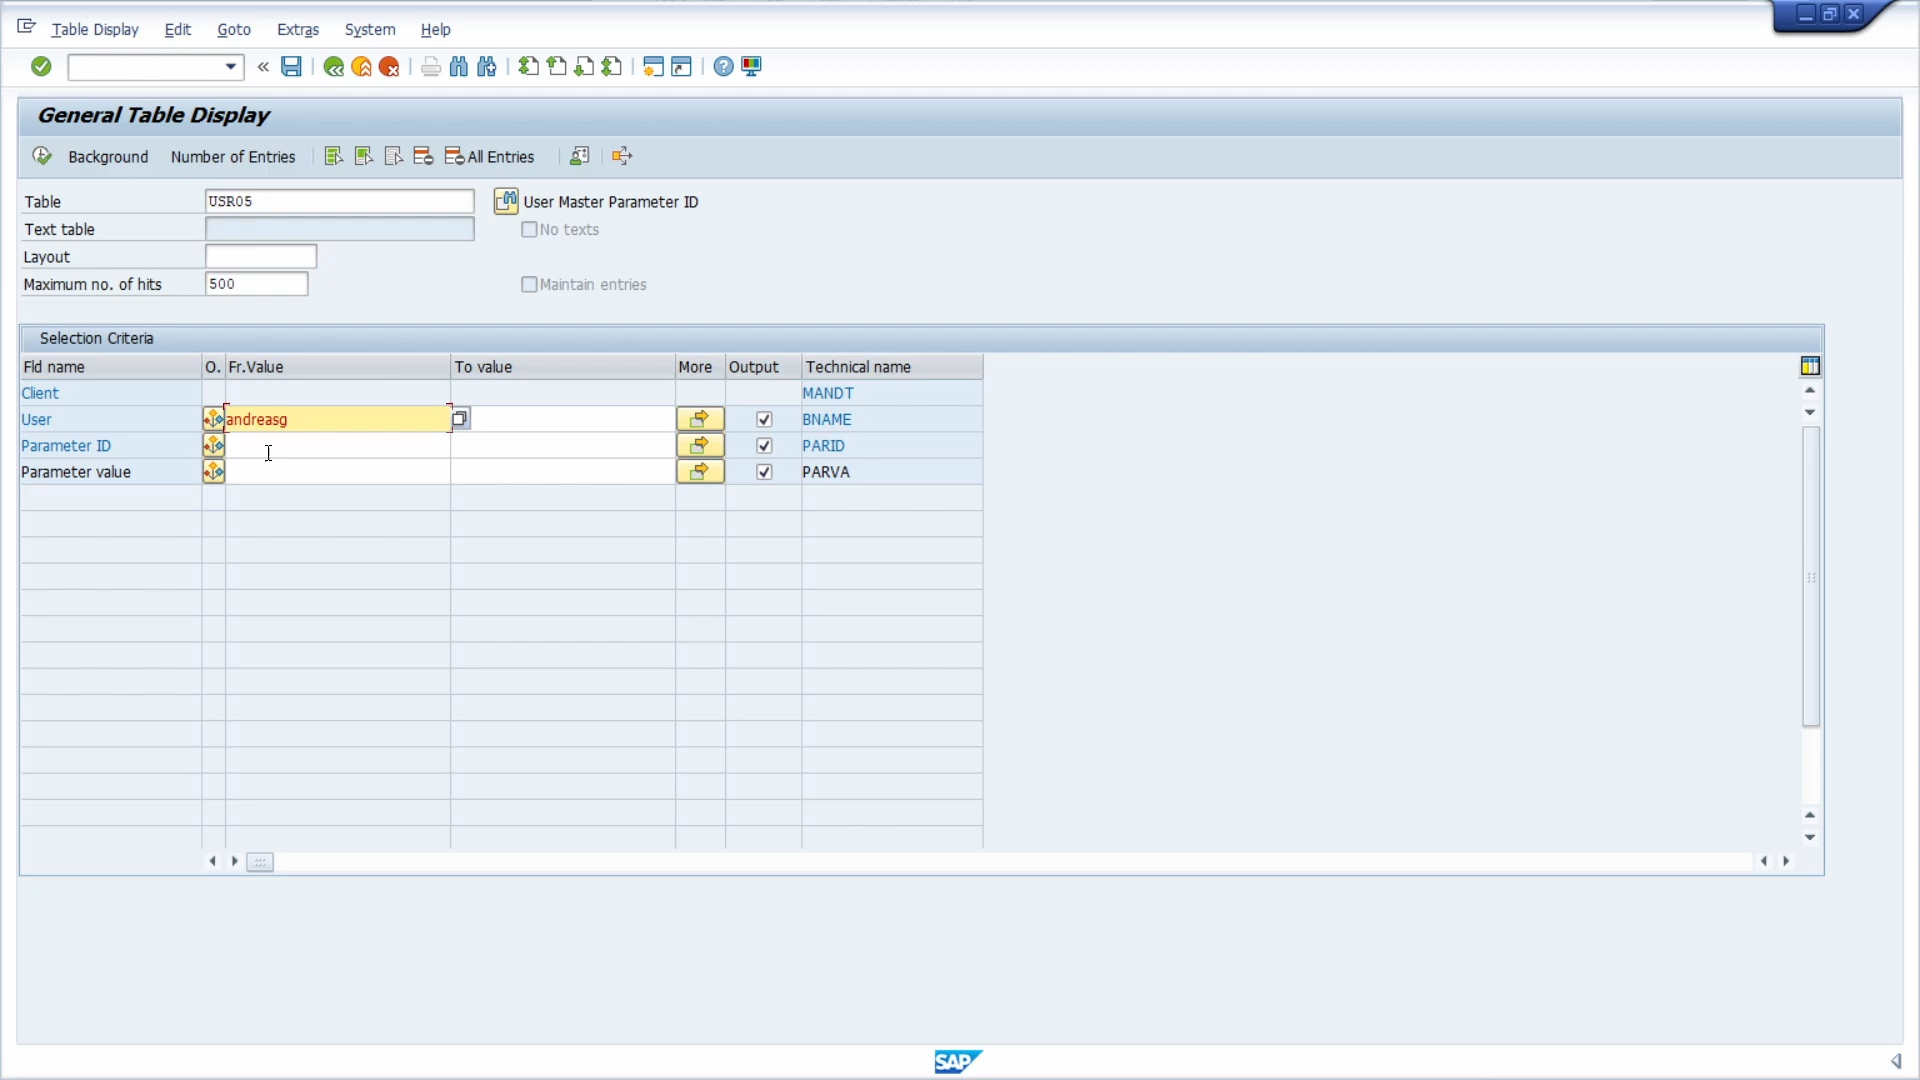 Table Display Edit Goto Extras System Help
General Table Display
Background Number of Entries All Entries
Table USR05 User Master Parameter ID
Text table No texts
Layout
Maximum no. of hits 500 Maintain entries
Selection Criteria
Fld name O. Fr.Value To value More Output Technical name
Client MANDT
User andreasg BNAME
Parameter ID PARID
Parameter value PARVA
SAP